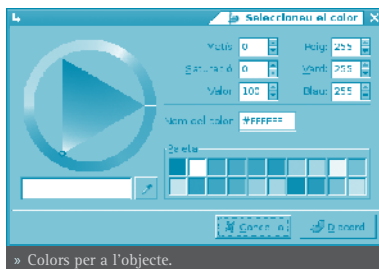 Seleccioneu el color
Matís: 0 Roig: 255
Saturació: 0 Verd: 255
Valor: 100 Blau: 255
Nom del color: #FFFFFF
Paleta
Cancel·la D'acord
» Colors per a l'objecte.